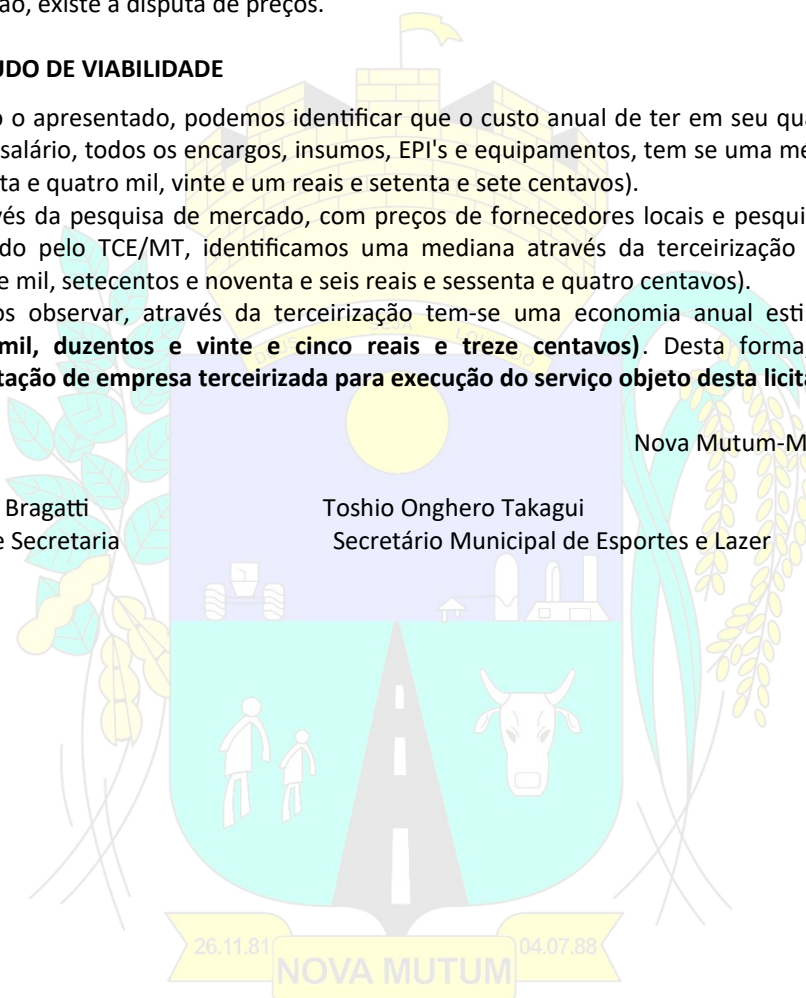 ão, existe a disputa de preços.
UDO DE VIABILIDADE
o o apresentado, podemos identificar que o custo anual de ter em seu qua
salário, todos os encargos, insumos, EPI's e equipamentos, tem se uma mé
ta e quatro mil, vinte e um reais e setenta e sete centavos).
vés da pesquisa de mercado, com preços de fornecedores locais e pesqui
do pelo TCE/MT, identificamos uma mediana através da terceirização
e mil, setecentos e noventa e seis reais e sessenta e quatro centavos).
os observar, através da terceirização tem-se uma economia anual esti
mil, duzentos e vinte e cinco reais e treze centavos). Desta forma,
tação de empresa terceirizada para execução do serviço objeto desta licita
Nova Mutum-M
Bragatti Toshio Onghero Takagui
e Secretaria Secretário Municipal de Esportes e Lazer
26.11.81 04.07.88
NOVA MUTUM